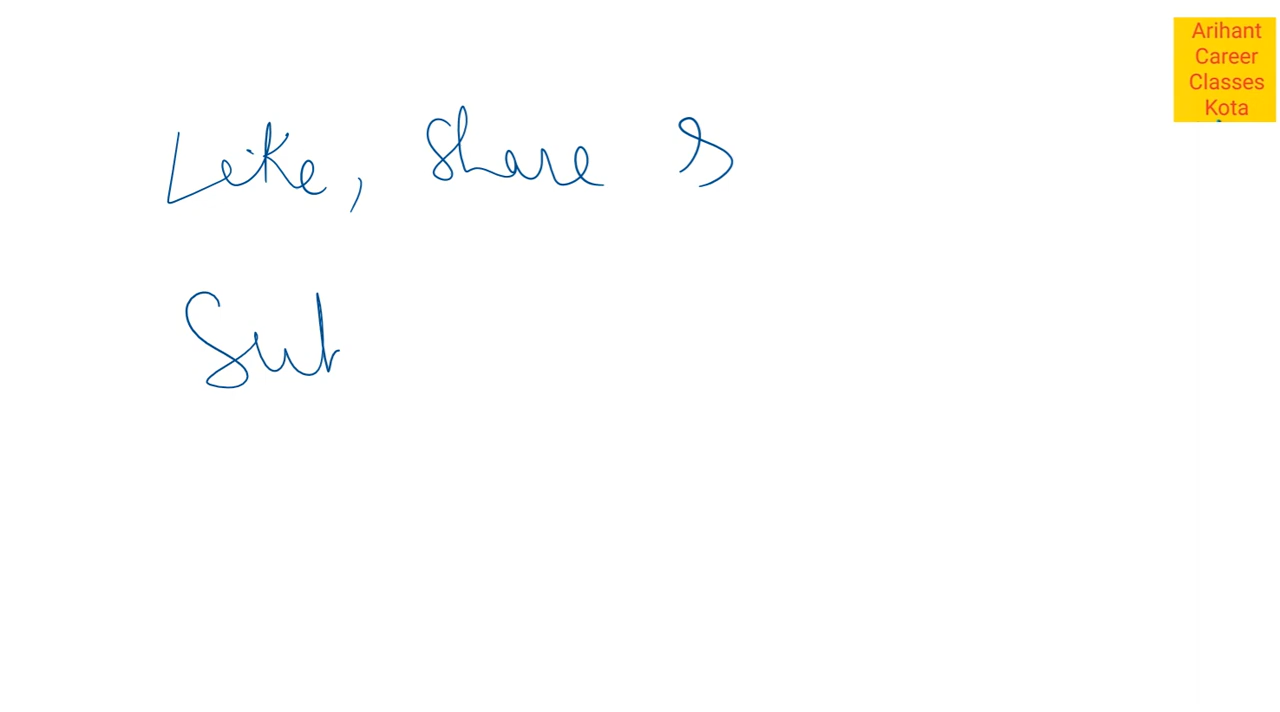 Like, Share &
Sub
Arihant
Career
Classes
Kota